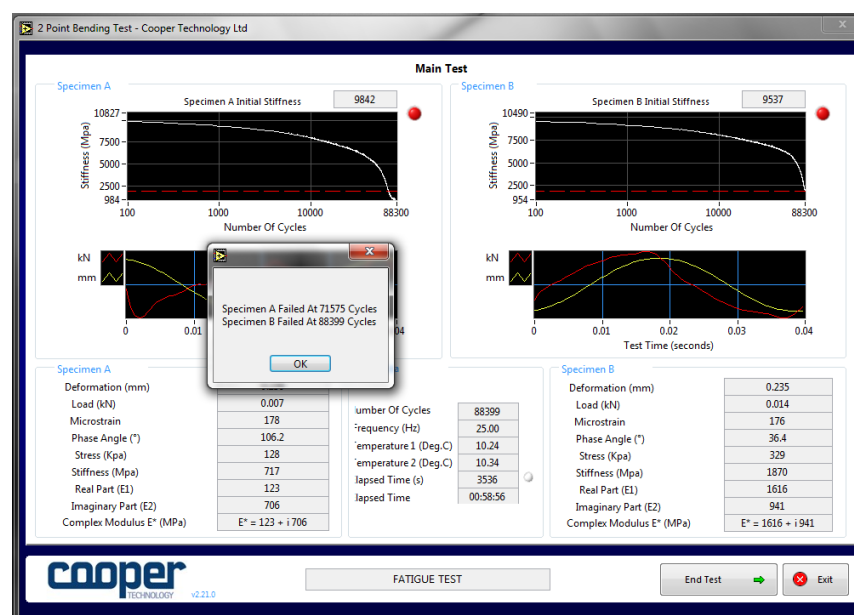 2 Point Bending Test - Cooper Technology Ltd
Main Test
Specimen A
Specimen A Initial Stiffness 9842
Stiffness (Mpa)
10827
7500
5000
2500
984
100 1000 10000 88300
Number Of Cycles
kN
mm
0 0.01
Specimen B
Specimen B Initial Stiffness 9537
Stiffness (Mpa)
10490
7500
5000
2500
954
100 1000 10000 88300
Number Of Cycles
kN
mm
0 0.01 0.02 0.03 0.04
Test Time (seconds)
Specimen A Failed At 71575 Cycles
Specimen B Failed At 88399 Cycles
OK
Specimen A
Deformation (mm)
Load (kN) 0.007
Microstrain 178
Phase Angle (°) 106.2
Stress (Kpa) 128
Stiffness (Mpa) 717
Real Part (E1) 123
Imaginary Part (E2) 706
Complex Modulus E* (MPa) E* = 123 + i 706
umber Of Cycles 88399
requency (Hz) 25.00
emperature 1 (Deg.C) 10.24
emperature 2 (Deg.C) 10.34
lapsed Time (s) 3536
lapsed Time 00:58:56
Specimen B
Deformation (mm) 0.235
Load (kN) 0.014
Microstrain 176
Phase Angle (°) 36.4
Stress (Kpa) 329
Stiffness (Mpa) 1870
Real Part (E1) 1616
Imaginary Part (E2) 941
Complex Modulus E* (MPa) E* = 1616 + i 941
cooper
TECHNOLOGY v2.21.0
FATIGUE TEST
End Test
Exit